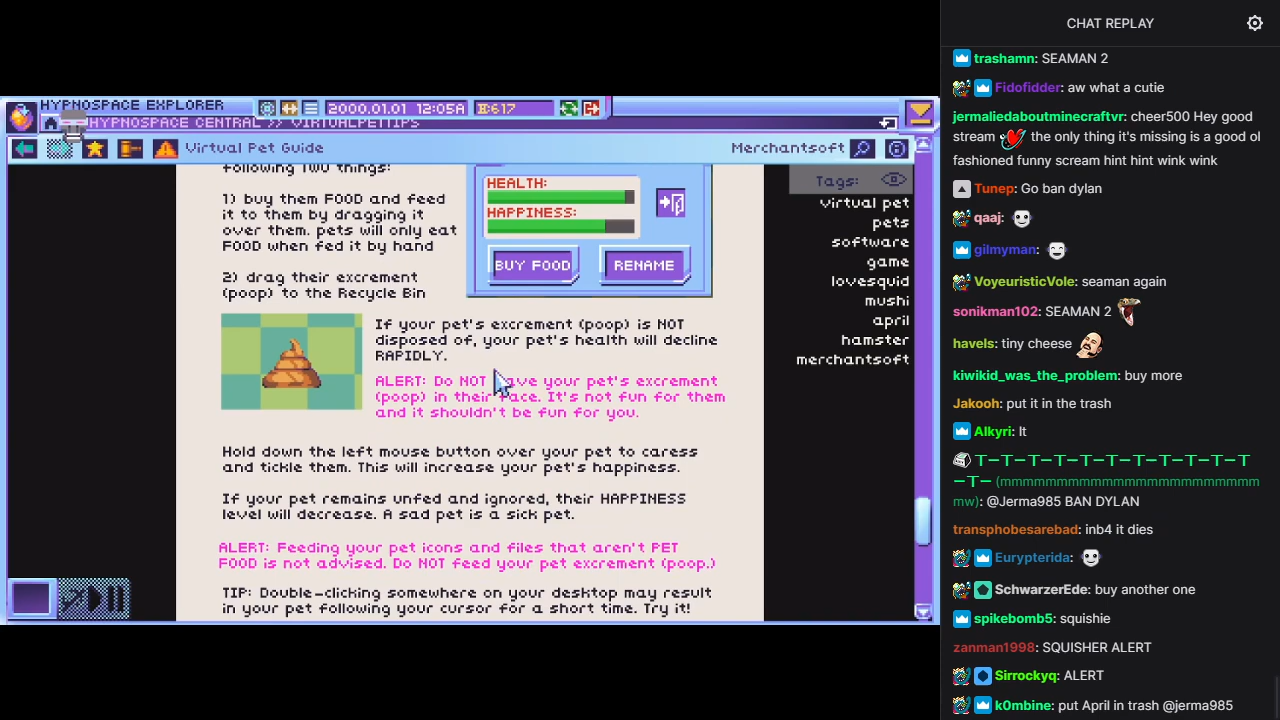 HYPNOSPACE EXPLORER
2000.01.01 12:05A
617
HYPNOSPACE CENTRAL >> VIRTUALPETTIPS
Virtual Pet Guide
Merchantsoft
following TWO things:
1) buy them FOOD and feed
it to them by dragging it
over them. pets will only eat
FOOD when fed it by hand
2) drag their excrement
(poop) to the Recycle Bin
HEALTH:
HAPPINESS:
BUY FOOD
RENAME
If your pet's excrement (poop) is NOT
disposed of, your pet's health will decline
RAPIDLY.
ALERT: Do NOT ave your pet's excrement
(poop) in their ace. It's not fun for them
and it shouldn't be fun for you.
Hold down the left mouse button over your pet to caress
and tickle them. This will increase your pet's happiness.
If your pet remains unfed and ignored, their HAPPINESS
level will decrease. A sad pet is a sick pet.
ALERT: Feeding your pet icons and files that aren't PET
FOOD is not advised. Do NOT feed your pet excrement (poop.)
TIP: Double-clicking somewhere on your desktop may result
in your pet following your cursor for a short time. Try it!
Tags:
virtual pet
pets
software
game
lovesquid
mushi
april
hamster
merchantsoft
CHAT REPLAY
trashamn: SEAMAN 2
Fidofidder: aw what a cutie
jermaliedaboutminecraftvr: cheer500 Hey good
stream the only thing it's missing is a good ol
fashioned funny scream hint hint wink wink
Tunep: Go ban dylan
qaaj:
gilmyman:
VoyeuristicVole: seaman again
sonikman102: SEAMAN 2
havels: tiny cheese
kiwikid_was_the_problem: buy more
Jakooh: put it in the trash
Alkyri: It
mw): @Jerma985 BAN DYLAN
transphobesarebad: inb4 it dies
Eurypterida:
SchwarzerEde: buy another one
spikebomb5: squishie
zanman1998: SQUISHER ALERT
Sirrockyq: ALERT
k0mbine: put April in trash @jerma985